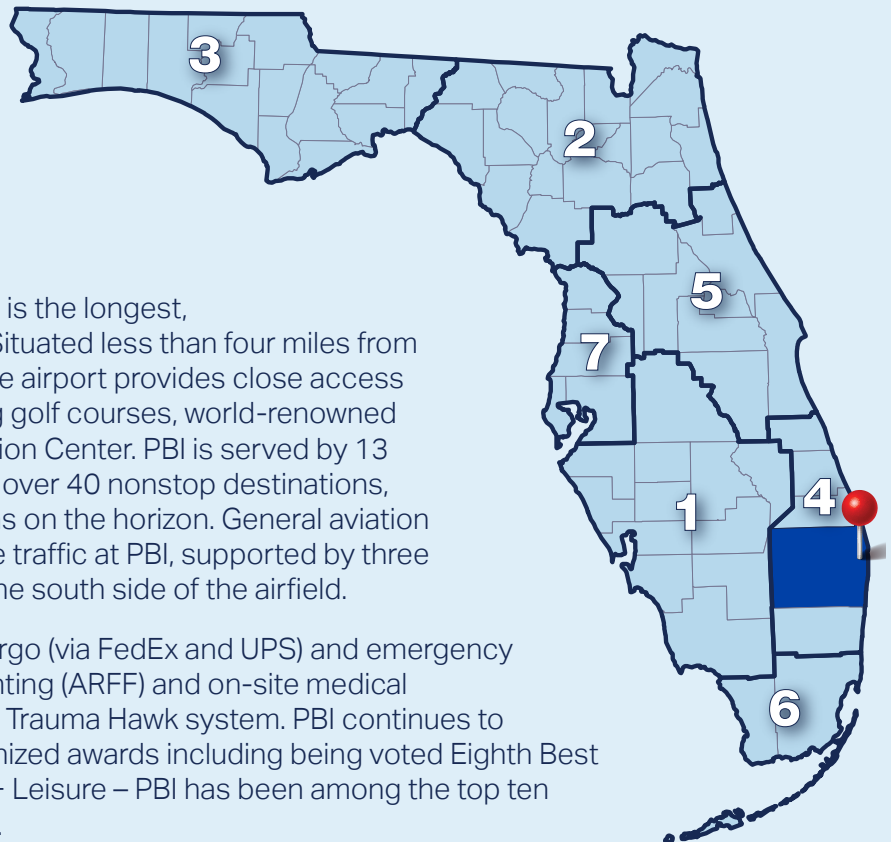 3
2
5
7
1
4
6
is the longest,
Situated less than four miles from
e airport provides close access
g golf courses, world-renowned
ion Center. PBI is served by 13
over 40 nonstop destinations,
s on the horizon. General aviation
e traffic at PBI, supported by three
he south side of the airfield.
rgo (via FedEx and UPS) and emergency
nting (ARFF) and on-site medical
Trauma Hawk system. PBI continues to
nized awards including being voted Eighth Best
Leisure – PBI has been among the top ten